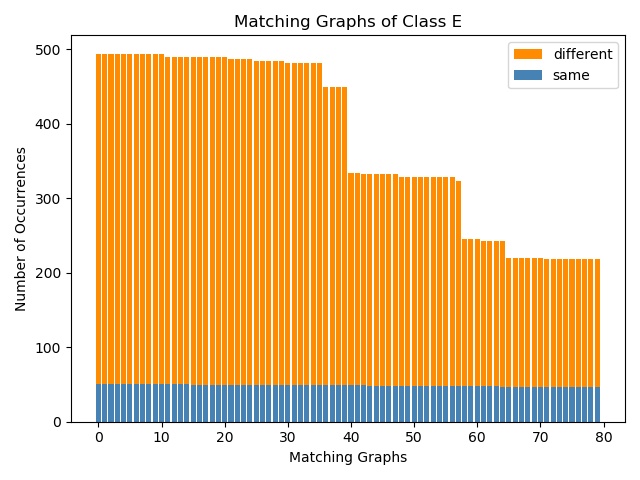 Matching Graphs of Class E
different
same
Number of Occurrences
500
400
300
200
100
0
0 10 20 30 40 50 60 70 80
Matching Graphs